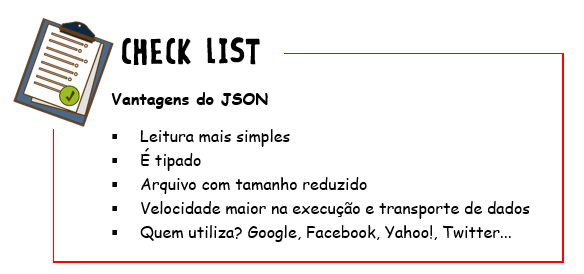 CHECK LIST
Vantagens do JSON
▪ Leitura mais simples
▪ É tipado
▪ Arquivo com tamanho reduzido
▪ Velocidade maior na execução e transporte de dados
▪ Quem utiliza? Google, Facebook, Yahoo!, Twitter...